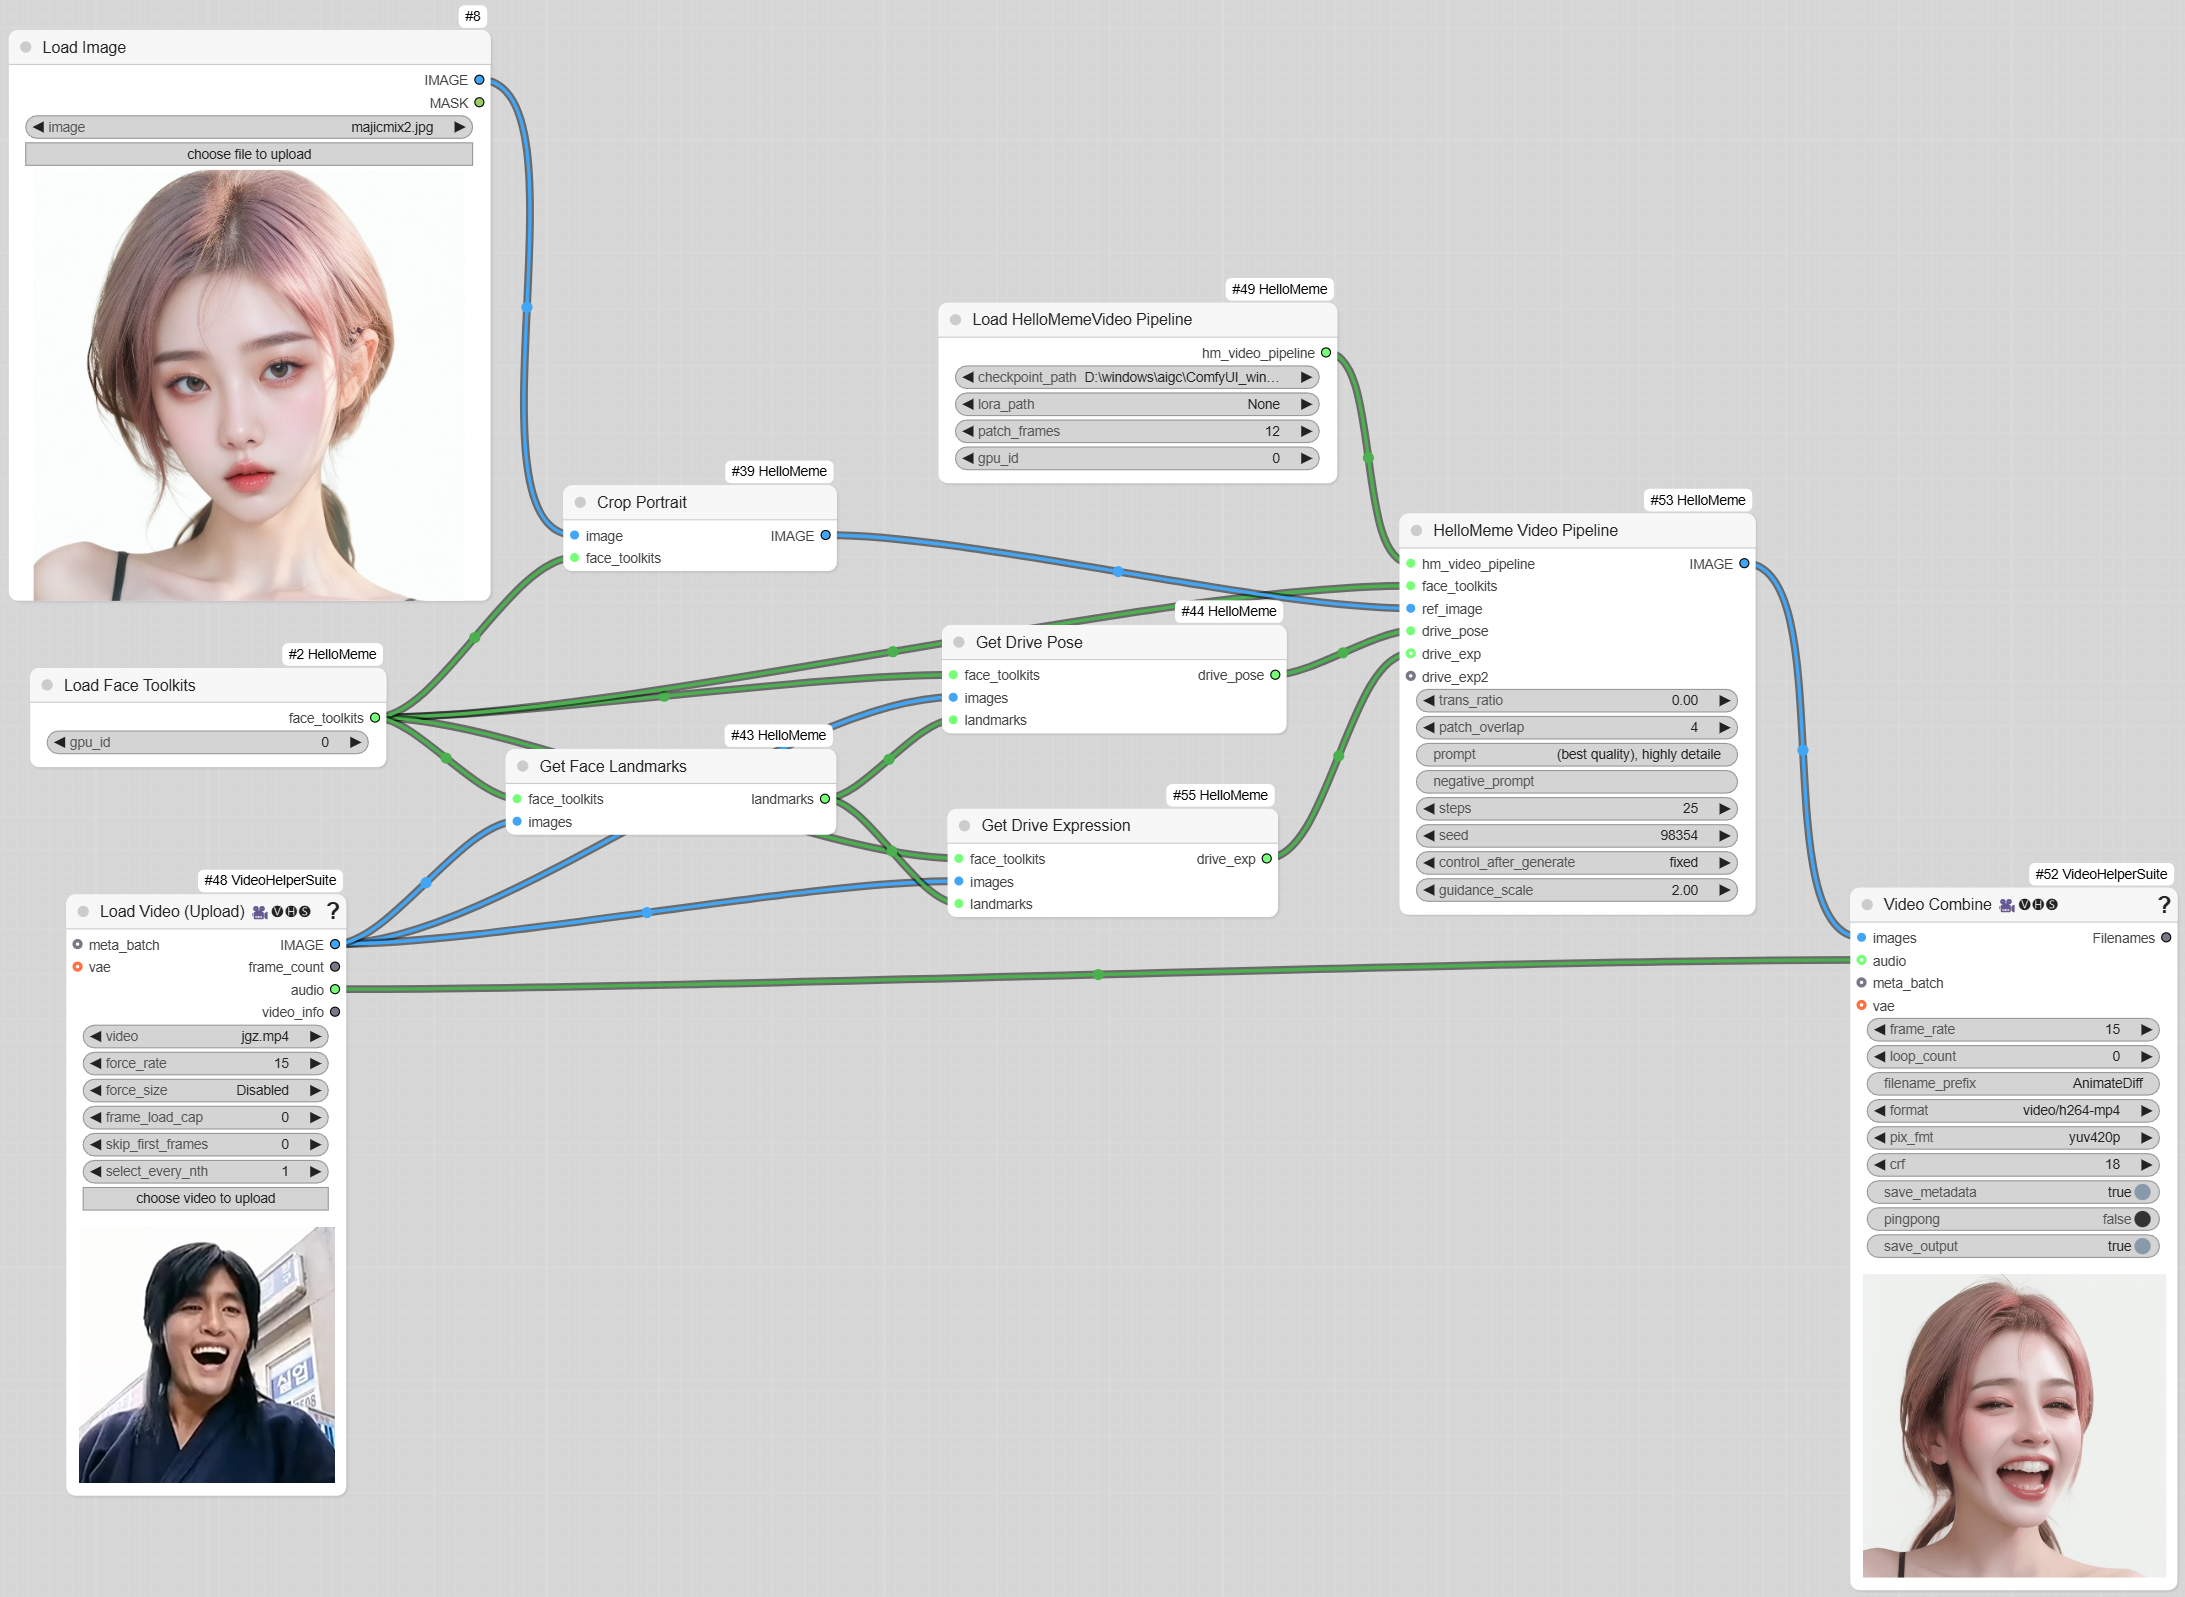 #8
Load Image
IMAGE
MASK
image majicmix2.jpg
choose file to upload
#49 HelloMeme
Load HelloMemeVideo Pipeline
hm_video_pipeline
checkpoint_path D:\windows\aigc\ComfyUI_win...
lora_path None
patch_frames 12
gpu_id 0
#39 HelloMeme
Crop Portrait
image IMAGE
face_toolkits
#53 HelloMeme
HelloMeme Video Pipeline
hm_video_pipeline IMAGE
face_toolkits
ref_image
drive_pose
drive_exp
drive_exp2
trans_ratio 0.00
patch_overlap 4
prompt (best quality), highly detaile
negative_prompt
steps 25
seed 98354
control_after_generate fixed
guidance_scale 2.00
#44 HelloMeme
Get Drive Pose
face_toolkits drive_pose
images
landmarks
#2 HelloMeme
Load Face Toolkits
face_toolkits
gpu_id 0
#43 HelloMeme
Get Face Landmarks
face_toolkits landmarks
images
#55 HelloMeme
Get Drive Expression
face_toolkits drive_exp
images
landmarks
#48 VideoHelperSuite
Load Video (Upload) 🎥🅥🅗🅢 ?
meta_batch IMAGE
vae frame_count
audio
video_info
video jgz.mp4
force_rate 15
force_size Disabled
frame_load_cap 0
skip_first_frames 0
select_every_nth 1
choose video to upload
#52 VideoHelperSuite
Video Combine 🎥🅥🅗🅢 ?
images Filenames
audio
meta_batch
vae
frame_rate 15
loop_count 0
filename_prefix AnimateDiff
format video/h264-mp4
pix_fmt yuv420p
crf 18
save_metadata true
pingpong false
save_output true